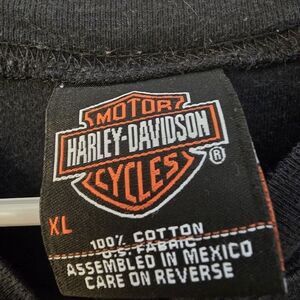 MOTOR
HARLEY-DAVIDSON
®
CYCLES
XL
100% COTTON
U.S. FABRIC
ASSEMBLED IN MEXICO
CARE ON REVERSE